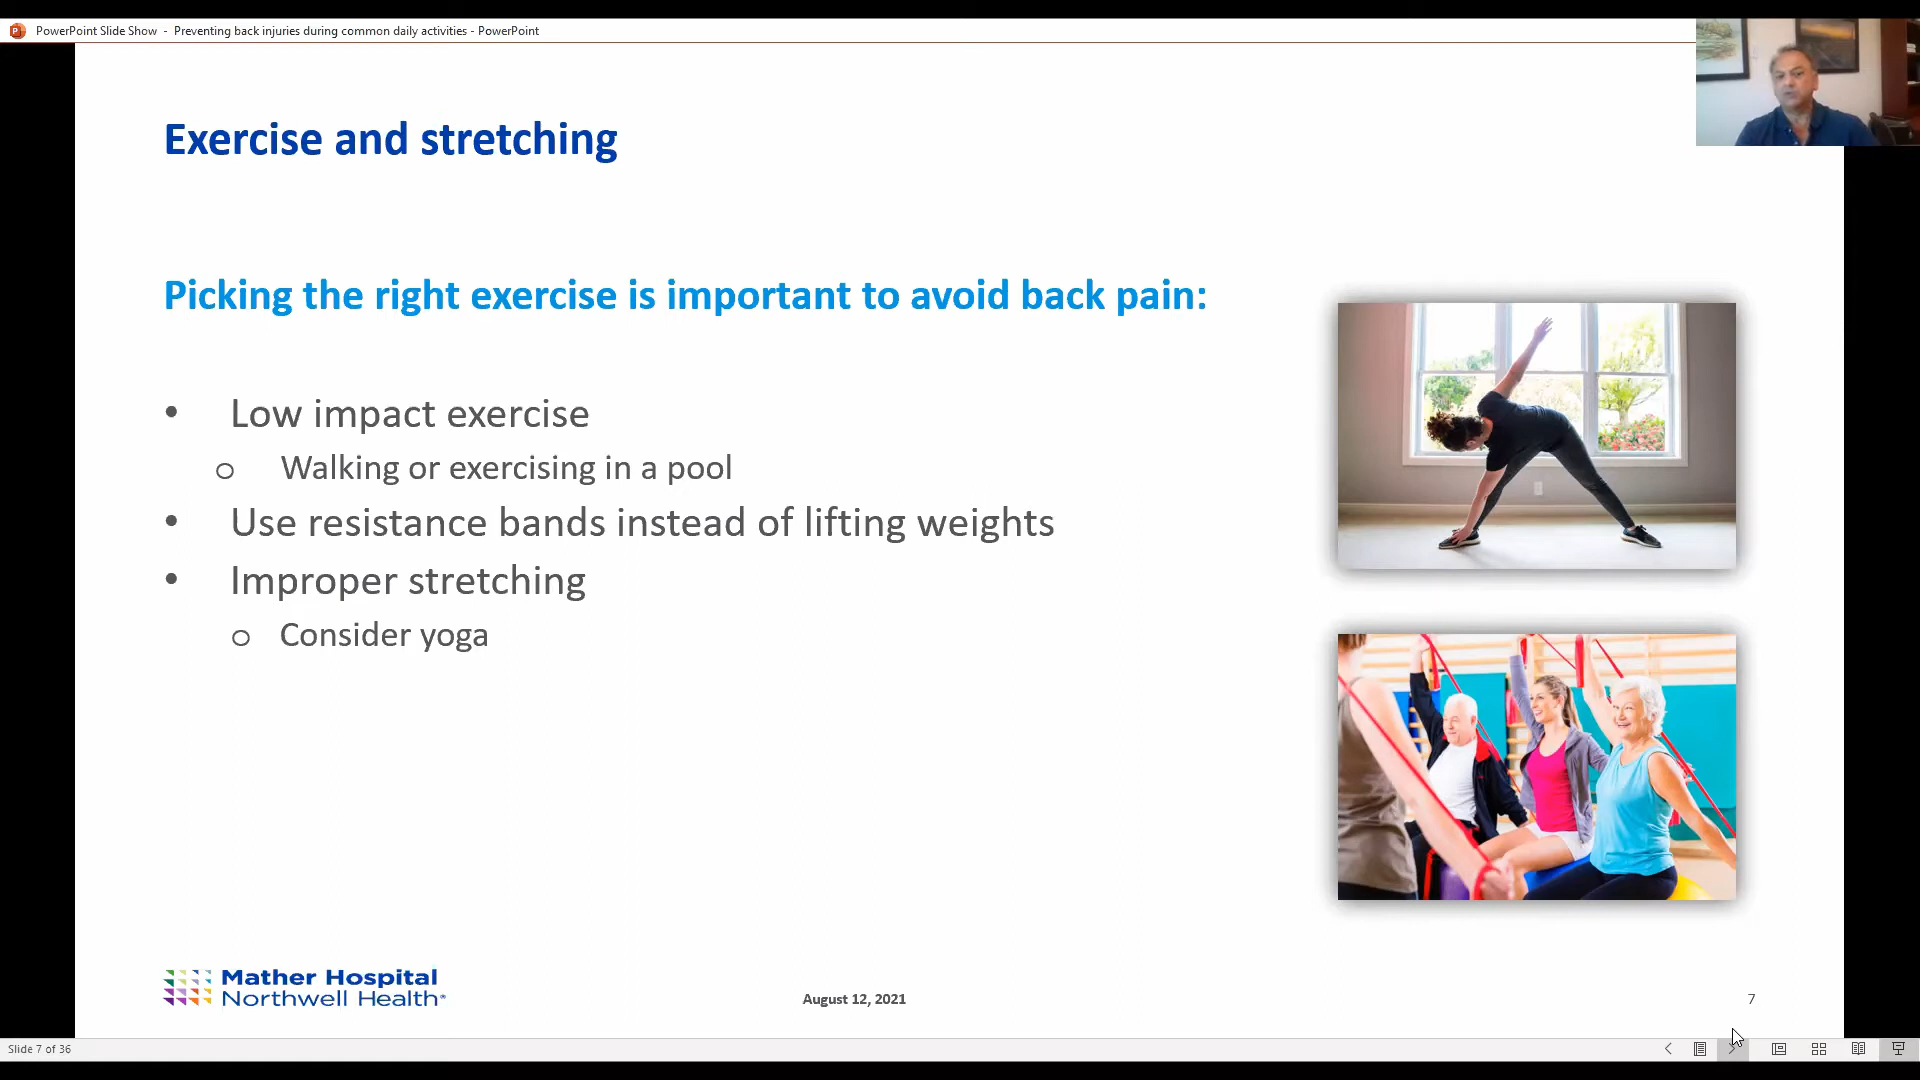 PowerPoint Slide Show - Preventing back injuries during common daily activities - PowerPoint
Exercise and stretching
Picking the right exercise is important to avoid back pain:
• Low impact exercise
o Walking or exercising in a pool
• Use resistance bands instead of lifting weights
• Improper stretching
o Consider yoga
Mather Hospital
Northwell Health®
August 12, 2021
7
Slide 7 of 36